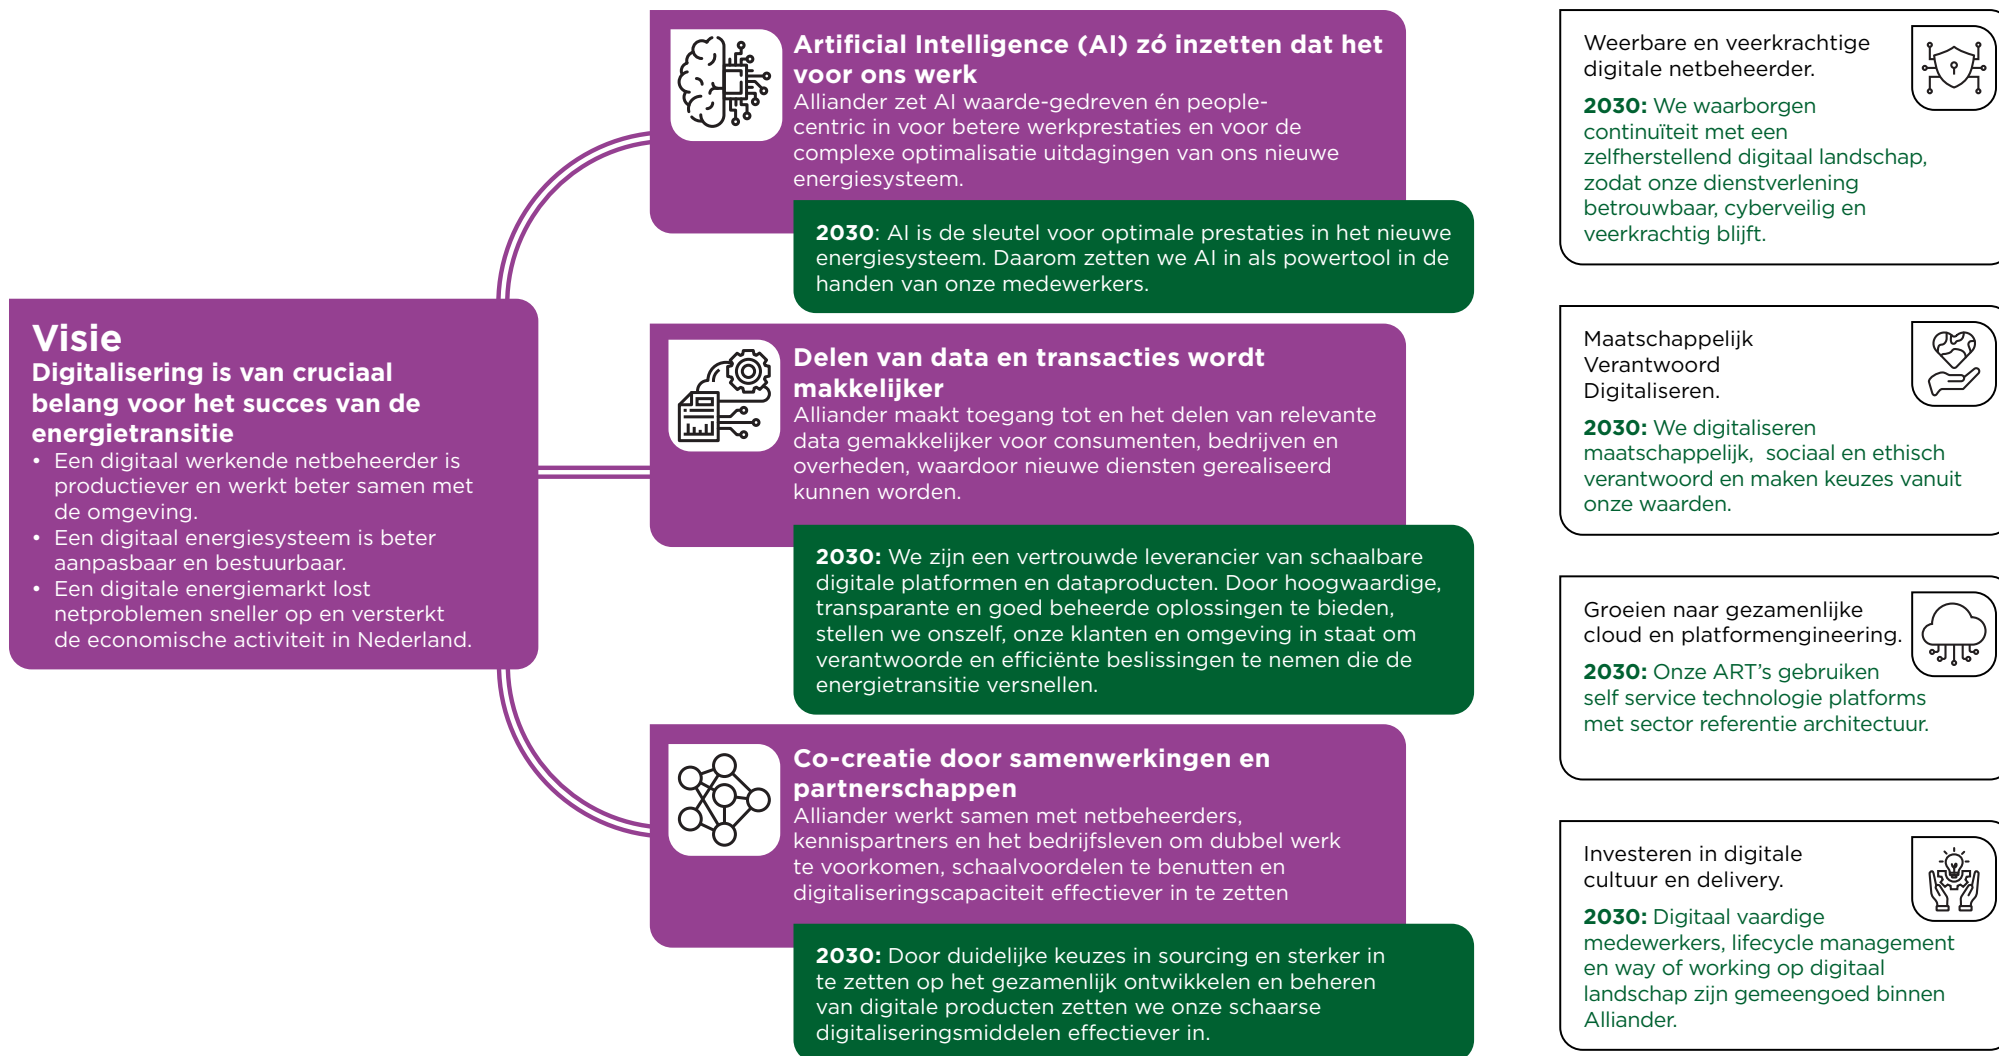 Visie
Digitalisering is van cruciaal
belang voor het succes van de
energietransitie
• Een digitaal werkende netbeheerder is
productiever en werkt beter samen met
de omgeving.
• Een digitaal energiesysteem is beter
aanpasbaar en bestuurbaar.
• Een digitale energiemarkt lost
netproblemen sneller op en versterkt
de economische activiteit in Nederland.
Artificial Intelligence (AI) zó inzetten dat het
voor ons werk
Alliander zet AI waarde-gedreven én people-
centric in voor betere werkprestaties en voor de
complexe optimalisatie uitdagingen van ons nieuwe
energiesysteem.
2030: AI is de sleutel voor optimale prestaties in het nieuwe
energiesysteem. Daarom zetten we AI in als powertool in de
handen van onze medewerkers.
Delen van data en transacties wordt
makkelijker
Alliander maakt toegang tot en het delen van relevante
data gemakkelijker voor consumenten, bedrijven en
overheden, waardoor nieuwe diensten gerealiseerd
kunnen worden.
2030: We zijn een vertrouwde leverancier van schaalbare
digitale platformen en dataproducten. Door hoogwaardige,
transparante en goed beheerde oplossingen te bieden,
stellen we onszelf, onze klanten en omgeving in staat om
verantwoorde en efficiënte beslissingen te nemen die de
energietransitie versnellen.
Co-creatie door samenwerkingen en
partnerschappen
Alliander werkt samen met netbeheerders,
kennispartners en het bedrijfsleven om dubbel werk
te voorkomen, schaalvoordelen te benutten en
digitaliseringscapaciteit effectiever in te zetten
2030: Door duidelijke keuzes in sourcing en sterker in
te zetten op het gezamenlijk ontwikkelen en beheren
van digitale producten zetten we onze schaarse
digitaliseringsmiddelen effectiever in.
Weerbare en veerkrachtige
digitale netbeheerder.
2030: We waarborgen
continuïteit met een
zelfherstellend digitaal landschap,
zodat onze dienstverlening
betrouwbaar, cyberveilig en
veerkrachtig blijft.
Maatschappelijk
Verantwoord
Digitaliseren.
2030: We digitaliseren
maatschappelijk,  sociaal en ethisch
verantwoord en maken keuzes vanuit
onze waarden.
Groeien naar gezamenlijke
cloud en platformengineering.
2030: Onze ART's gebruiken
self service technologie platforms
met sector referentie architectuur.
Investeren in digitale
cultuur en delivery.
2030: Digitaal vaardige
medewerkers, lifecycle management
en way of working op digitaal
landschap zijn gemeengoed binnen
Alliander.